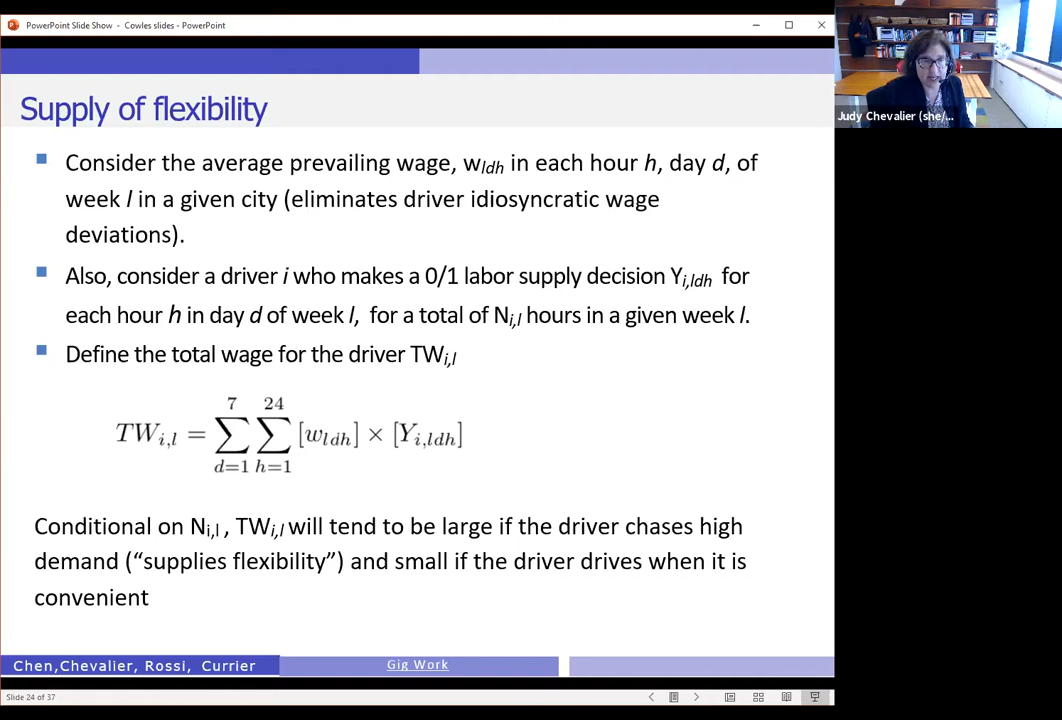 PowerPoint Slide Show - Cowles slides - PowerPoint
Supply of flexibility
Consider the average prevailing wage, wldh in each hour h, day d, of
week l in a given city (eliminates driver idiosyncratic wage
deviations).
Also, consider a driver i who makes a 0/1 labor supply decision Yi,ldh for
each hour h in day d of week l, for a total of Ni,l hours in a given week l.
Define the total wage for the driver TWi,l
7 24
TWi,l = ∑ ∑ [wldh] × [Yi,ldh]
d=1 h=1
Conditional on Ni,l , TWi,l will tend to be large if the driver chases high
demand (“supplies flexibility”) and small if the driver drives when it is
convenient
Chen,Chevalier, Rossi, Currier
Gig Work
Slide 24 of 37
Judy Chevalier (she/...